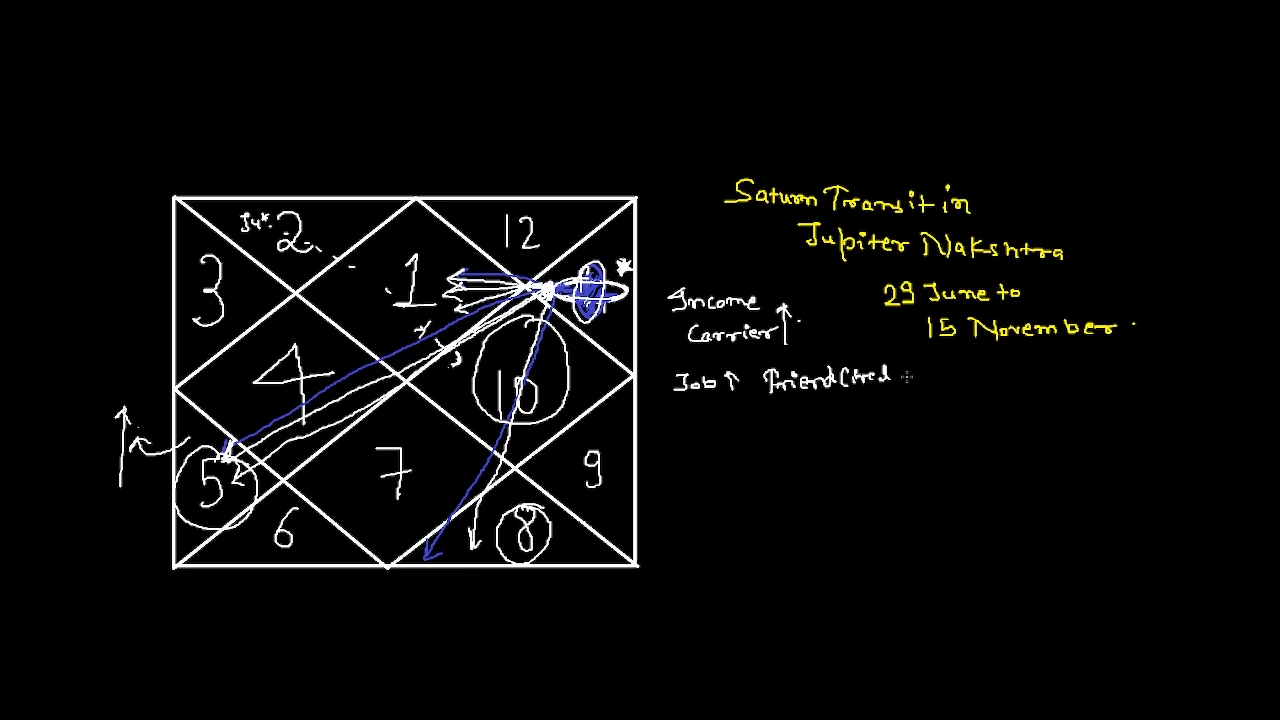 Saturn Transit in
Jupiter Nakshtra
29 June to
15 November.
Income
Carrier
Job
Ju*. 2
12
3
1
4
10
5
7
9
6
8